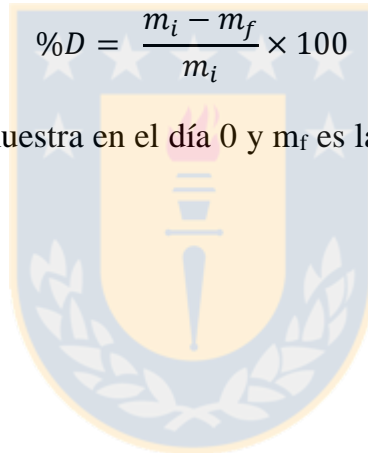 %D = (m_i − m_f) / m_i × 100
uestra en el día 0 y m_f es la